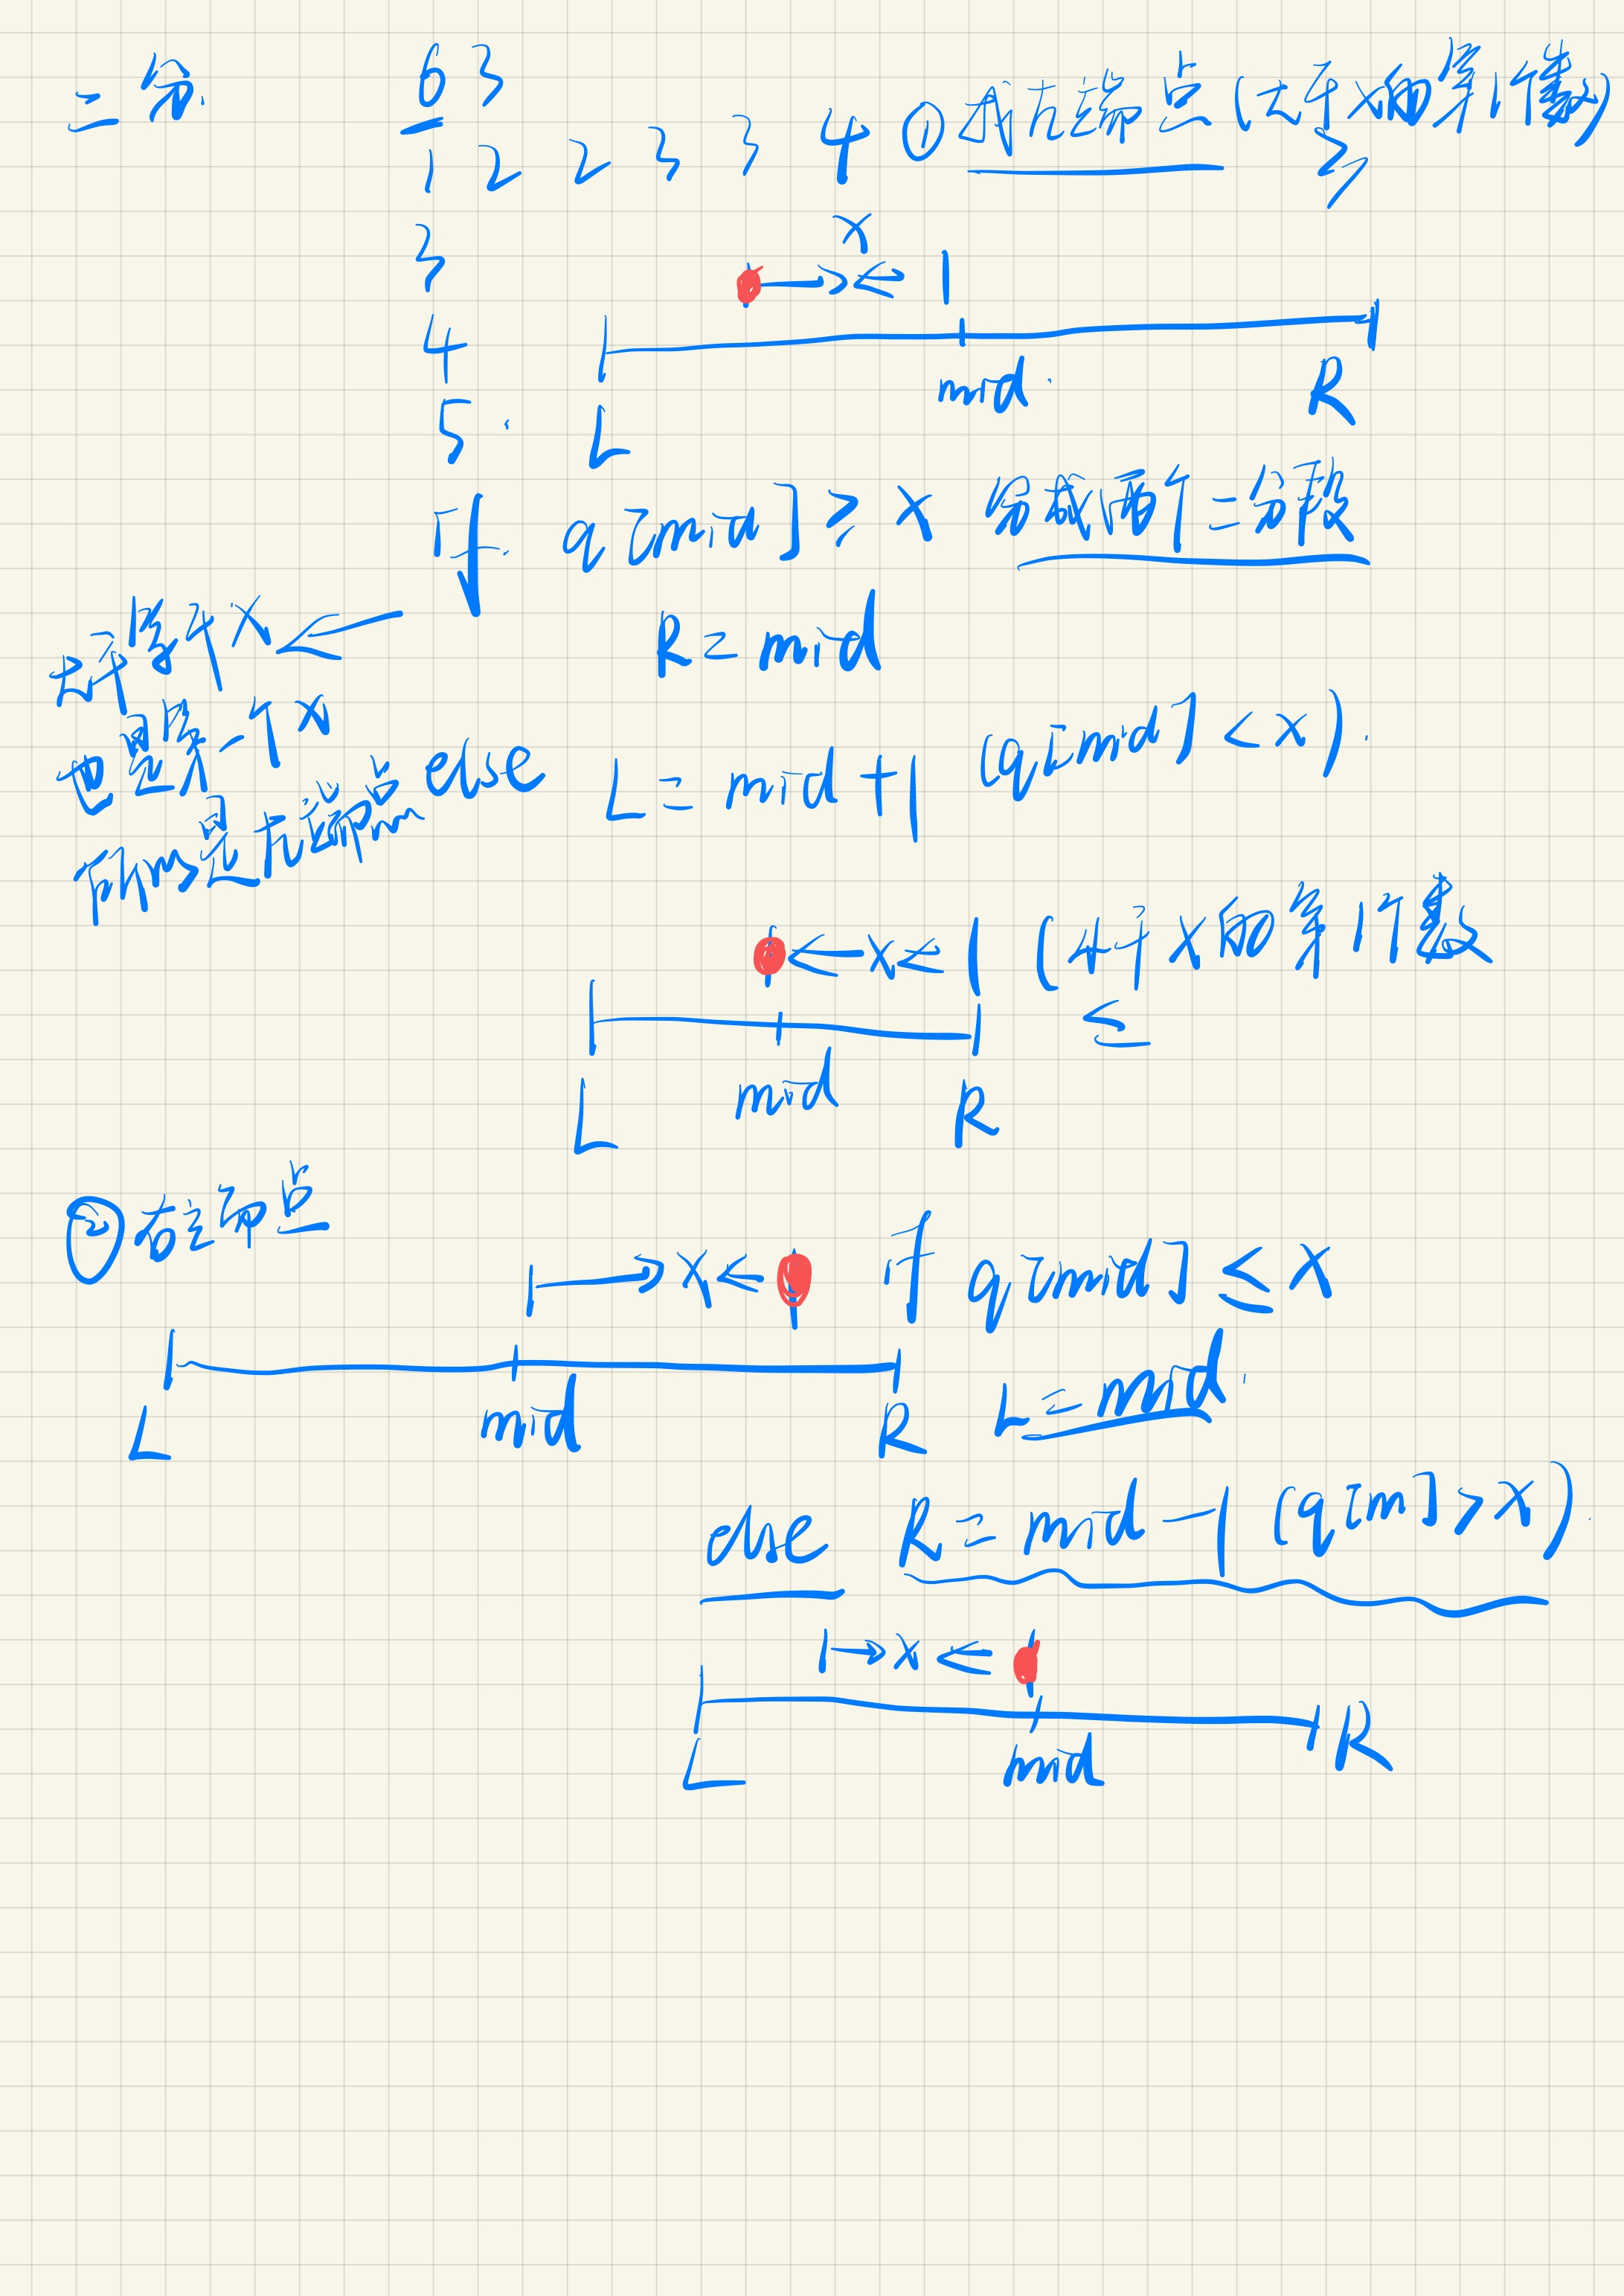 二分
6 3
1 2 2 3 3 4
3
4
5
① 找左端点 (大于x的第1个数)
≥
x
L mid R
if q[mid] ≥ x 分成两个二分段
R = mid
大于等于x
也是第一个x
所以是左端点
else L = mid + 1 (q[mid] < x).
x (小于x的第1个数
≤
L mid R
② 右端点
x if q[mid] ≤ x
L mid R L = mid.
else R = mid - 1 (q[m] > x).
x
L mid R